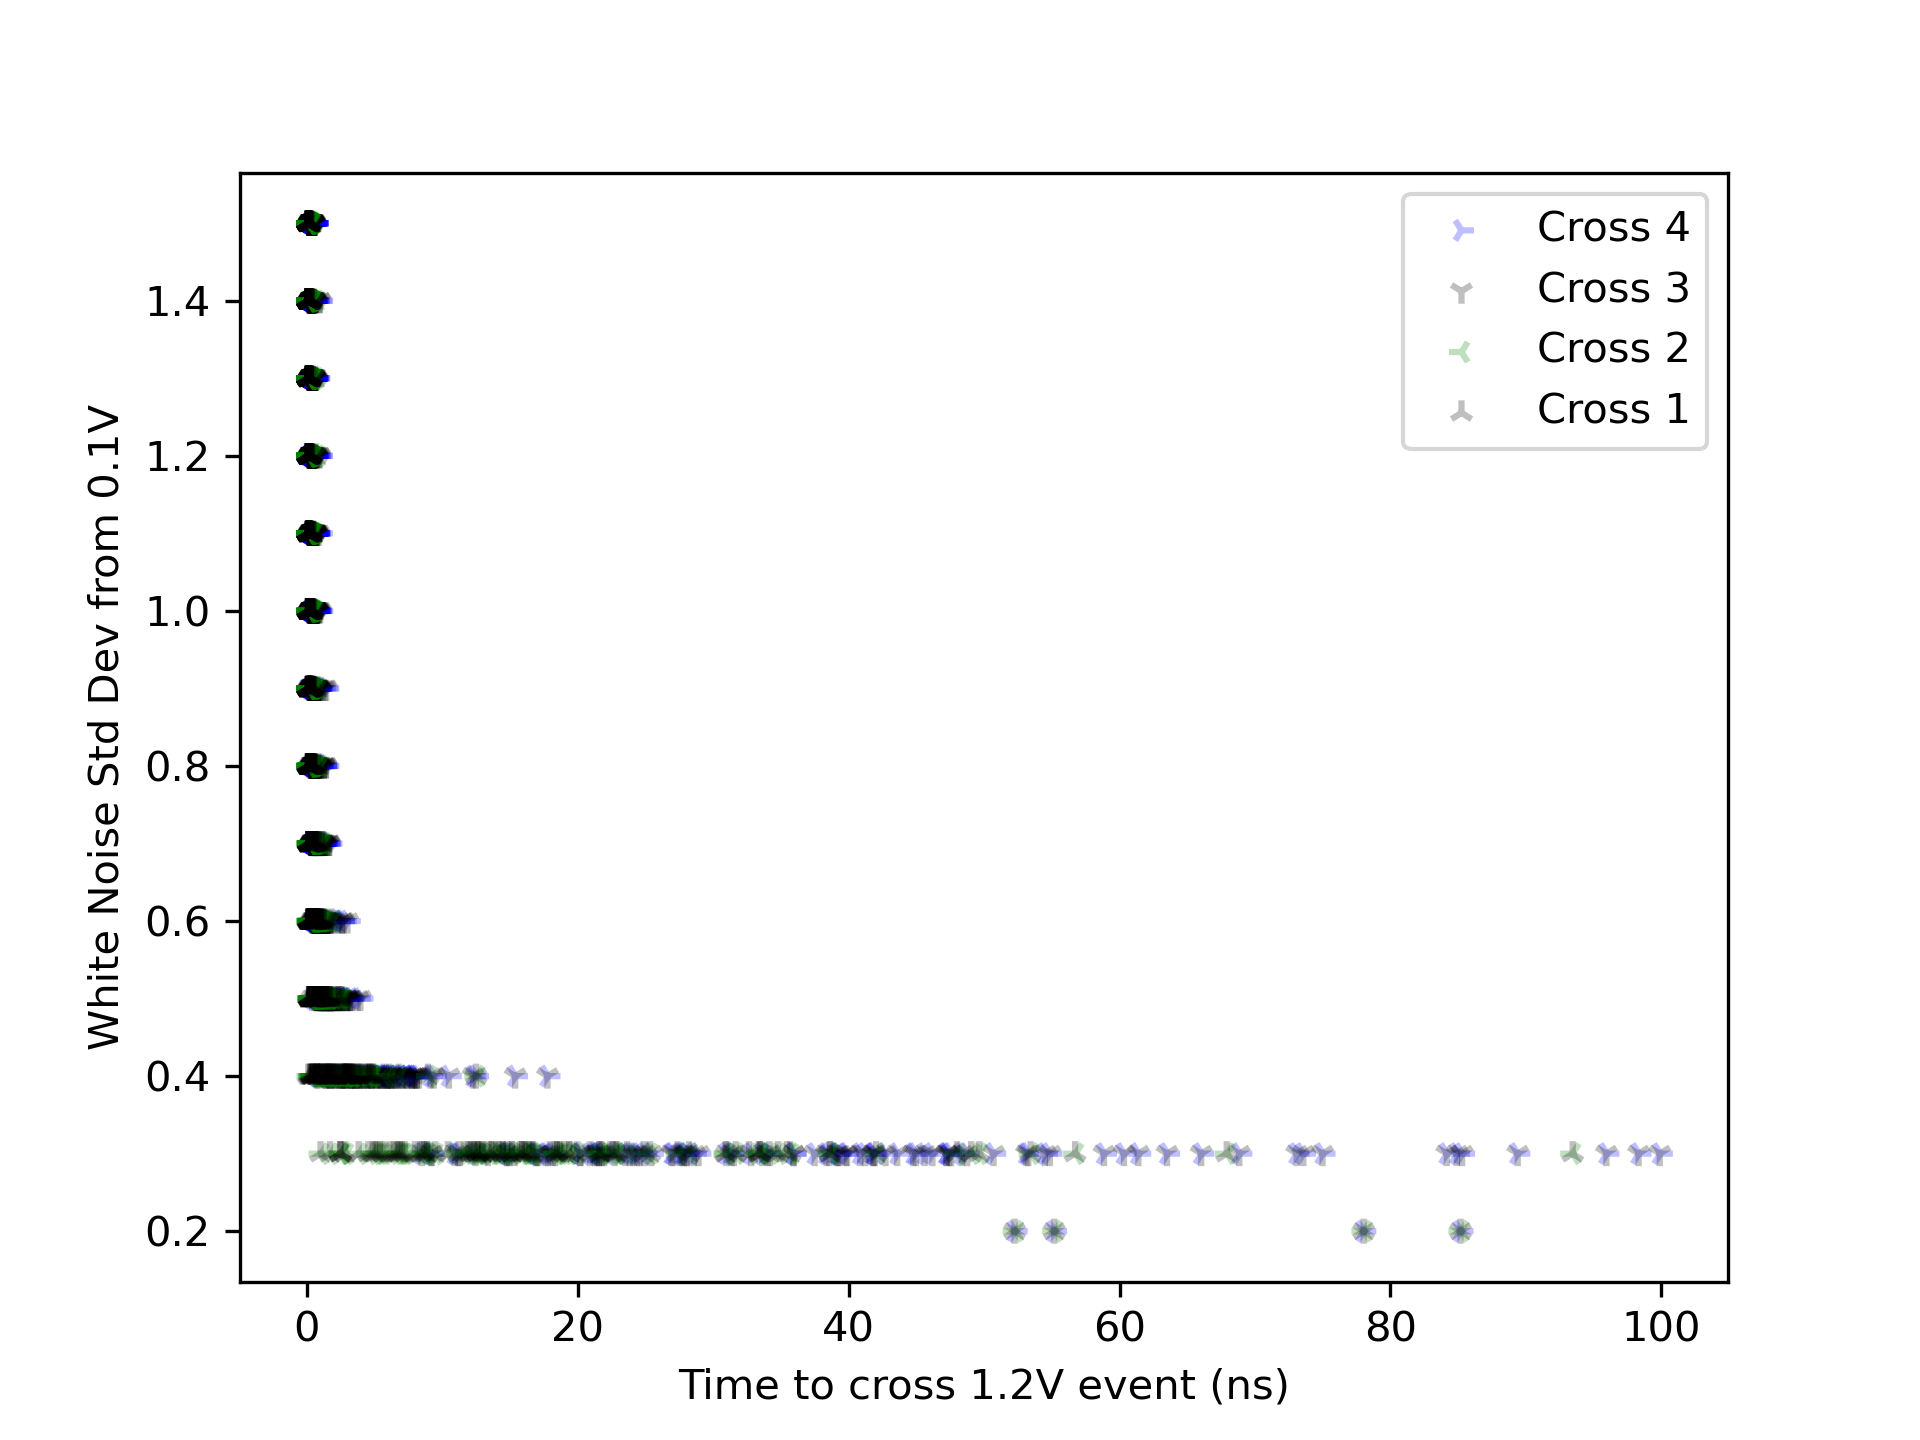 Cross 4
Cross 3
Cross 2
Cross 1
1.4
1.2
1.0
0.8
0.6
0.4
0.2
White Noise Std Dev from 0.1V
0 20 40 60 80 100
Time to cross 1.2V event (ns)